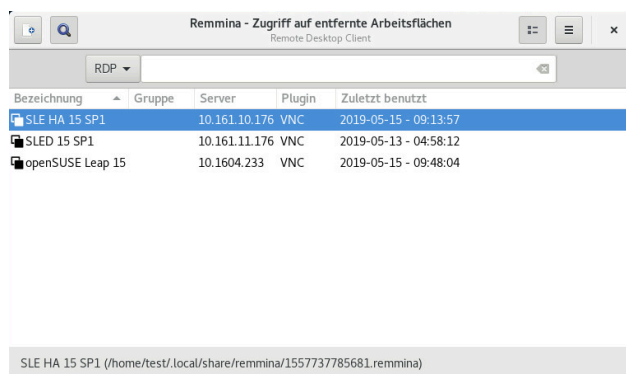 Remmina - Zugriff auf entfernte Arbeitsflächen
Remote Desktop Client
RDP
Bezeichnung Gruppe Server Plugin Zuletzt benutzt
SLE HA 15 SP1 10.161.10.176 VNC 2019-05-15 - 09:13:57
SLED 15 SP1 10.161.11.176 VNC 2019-05-13 - 04:58:12
openSUSE Leap 15 10.1604.233 VNC 2019-05-15 - 09:48:04
SLE HA 15 SP1 (/home/test/.local/share/remmina/1557737785681.remmina)